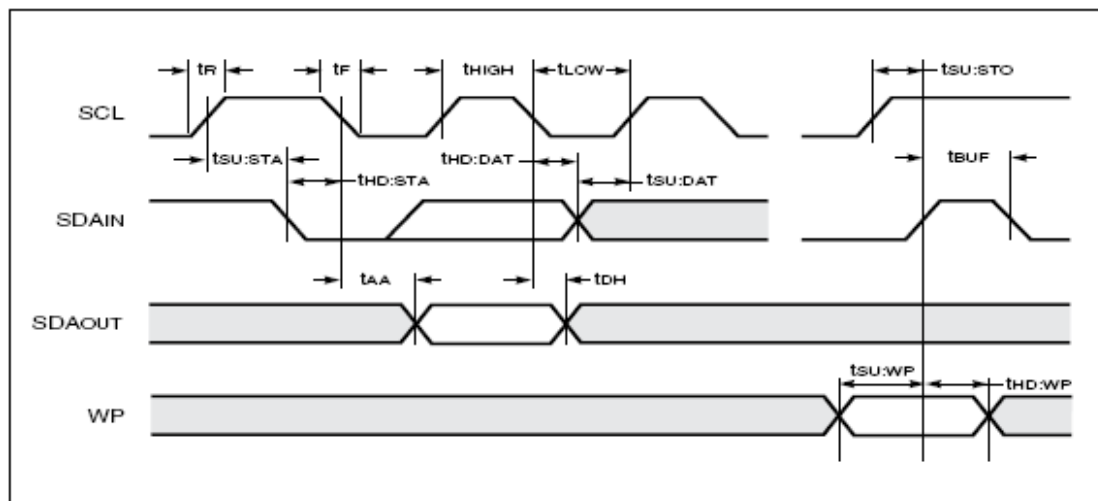 tR tF tHIGH tLOW tSU:STO
SCL
tSU:STA tHD:DAT tBUF
tHD:STA tSU:DAT
SDAIN
tAA tDH
SDAOUT
tSU:WP tHD:WP
WP